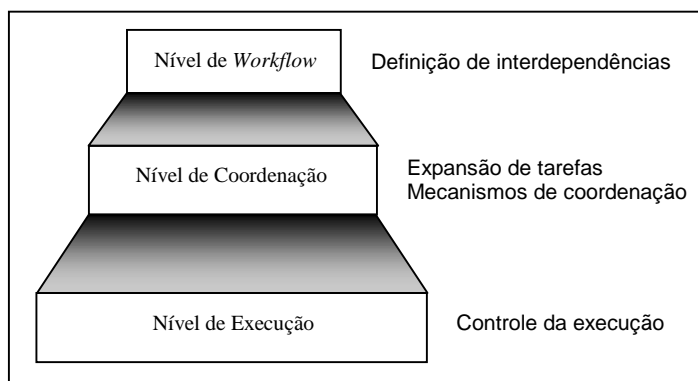 Nível de Workflow
Definição de interdependências
Nível de Coordenação
Expansão de tarefas
Mecanismos de coordenação
Nível de Execução
Controle da execução